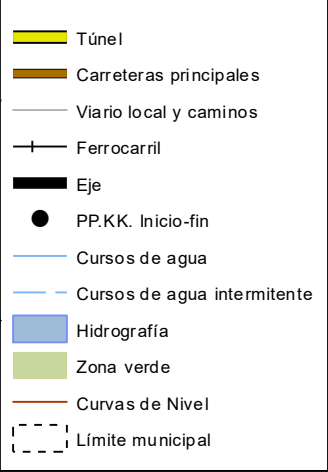 Túnel
Carreteras principales
Viario local y caminos
Ferrocarril
Eje
PP.KK. Inicio-fin
Cursos de agua
Cursos de agua intermitente
Hidrografía
Zona verde
Curvas de Nivel
Límite municipal